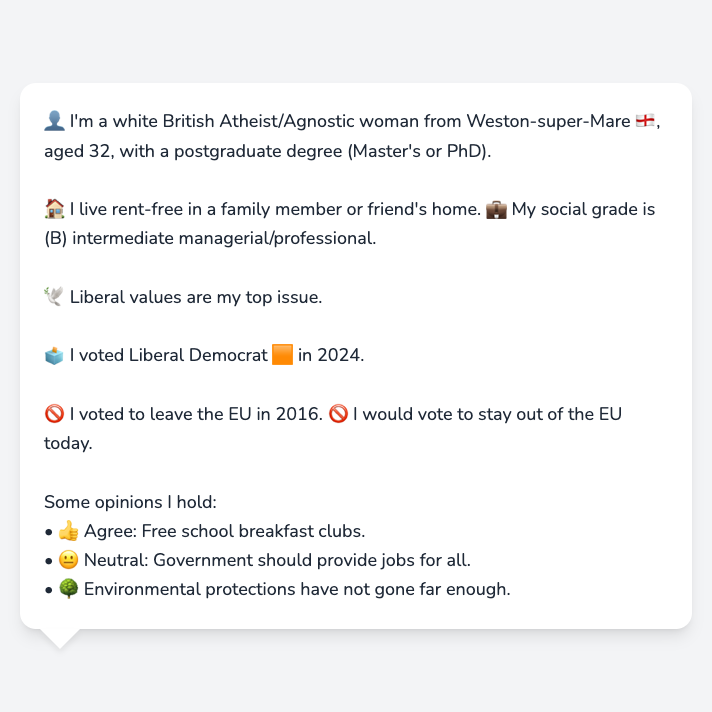 👤 I'm a white British Atheist/Agnostic woman from Weston-super-Mare 🏴󠁧󠁢󠁥󠁮󠁧󠁿,
aged 32, with a postgraduate degree (Master's or PhD).
🏠 I live rent-free in a family member or friend's home. 💼 My social grade is
(B) intermediate managerial/professional.
🕊️ Liberal values are my top issue.
🗳️ I voted Liberal Democrat 🟧 in 2024.
🚫 I voted to leave the EU in 2016. 🚫 I would vote to stay out of the EU
today.
Some opinions I hold:
• 👍 Agree: Free school breakfast clubs.
• 😐 Neutral: Government should provide jobs for all.
• 🌳 Environmental protections have not gone far enough.